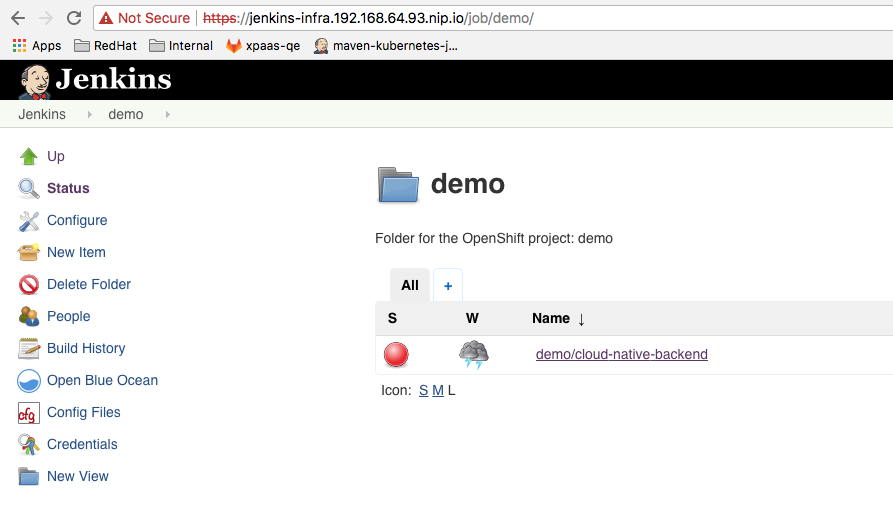 Not Secure https://jenkins-infra.192.168.64.93.nip.io/job/demo/
Apps RedHat Internal xpaas-qe maven-kubernetes-j...
Jenkins
Jenkins demo
Up
Status
Configure
New Item
Delete Folder
People
Build History
Open Blue Ocean
cfg Config Files
Credentials
New View
demo
Folder for the OpenShift project: demo
All +
S W Name ↓
demo/cloud-native-backend
Icon: S M L